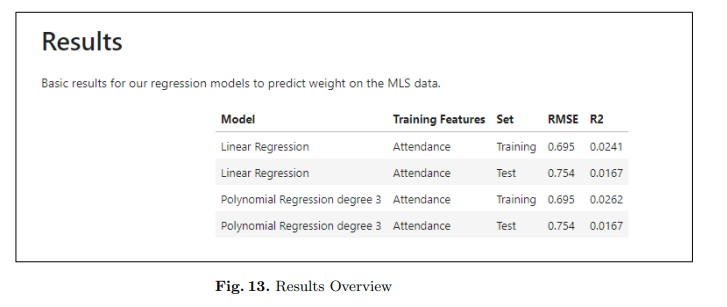 Results
Basic results for our regression models to predict weight on the MLS data.
Model Training Features Set RMSE R2
Linear Regression Attendance Training 0.695 0.0241
Linear Regression Attendance Test 0.754 0.0167
Polynomial Regression degree 3 Attendance Training 0.695 0.0262
Polynomial Regression degree 3 Attendance Test 0.754 0.0167
Fig. 13. Results Overview